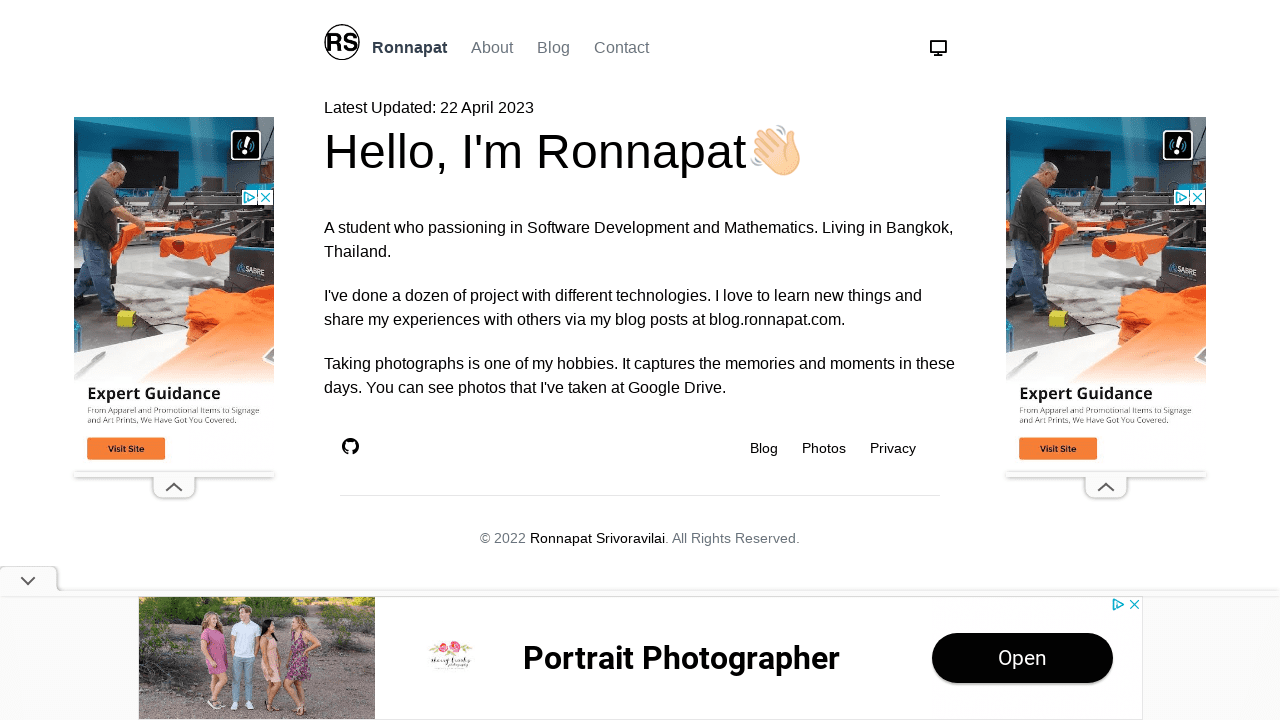 RS
Ronnapat About Blog Contact
Latest Updated: 22 April 2023
Hello, I'm Ronnapat👋🏻
A student who passioning in Software Development and Mathematics. Living in Bangkok,
Thailand.
I've done a dozen of project with different technologies. I love to learn new things and
share my experiences with others via my blog posts at blog.ronnapat.com.
Taking photographs is one of my hobbies. It captures the memories and moments in these
days. You can see photos that I've taken at Google Drive.
Blog Photos Privacy
© 2022 Ronnapat Srivoravilai. All Rights Reserved.
SABRE
Expert Guidance
From Apparel and Promotional Items to Signage
and Art Prints, We Have Got You Covered.
Visit Site
SABRE
Expert Guidance
From Apparel and Promotional Items to Signage
and Art Prints, We Have Got You Covered.
Visit Site
Portrait Photographer
Open